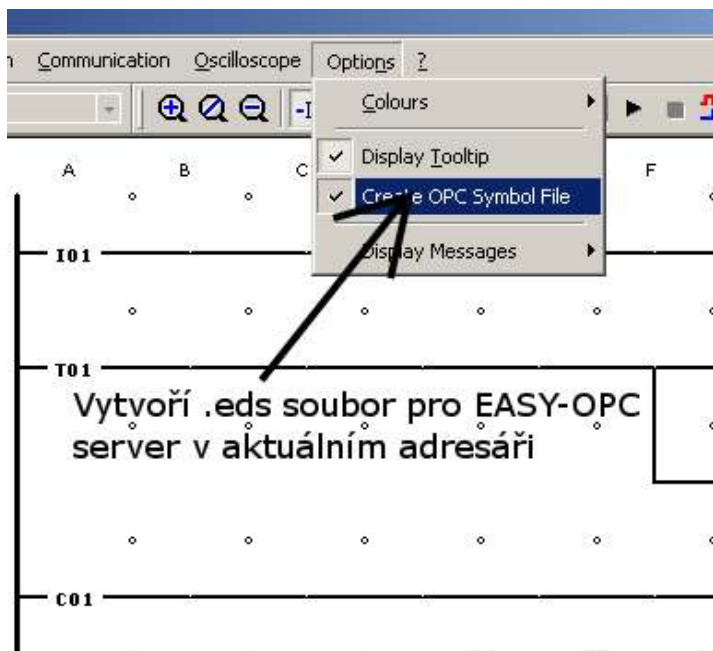 Communication Oscilloscope Options ?
Colours
A B C Display Tooltip F
Create OPC Symbol File
I01 Display Messages
T01
Vytvoří .eds soubor pro EASY-OPC
server v aktuálním adresáři
C01